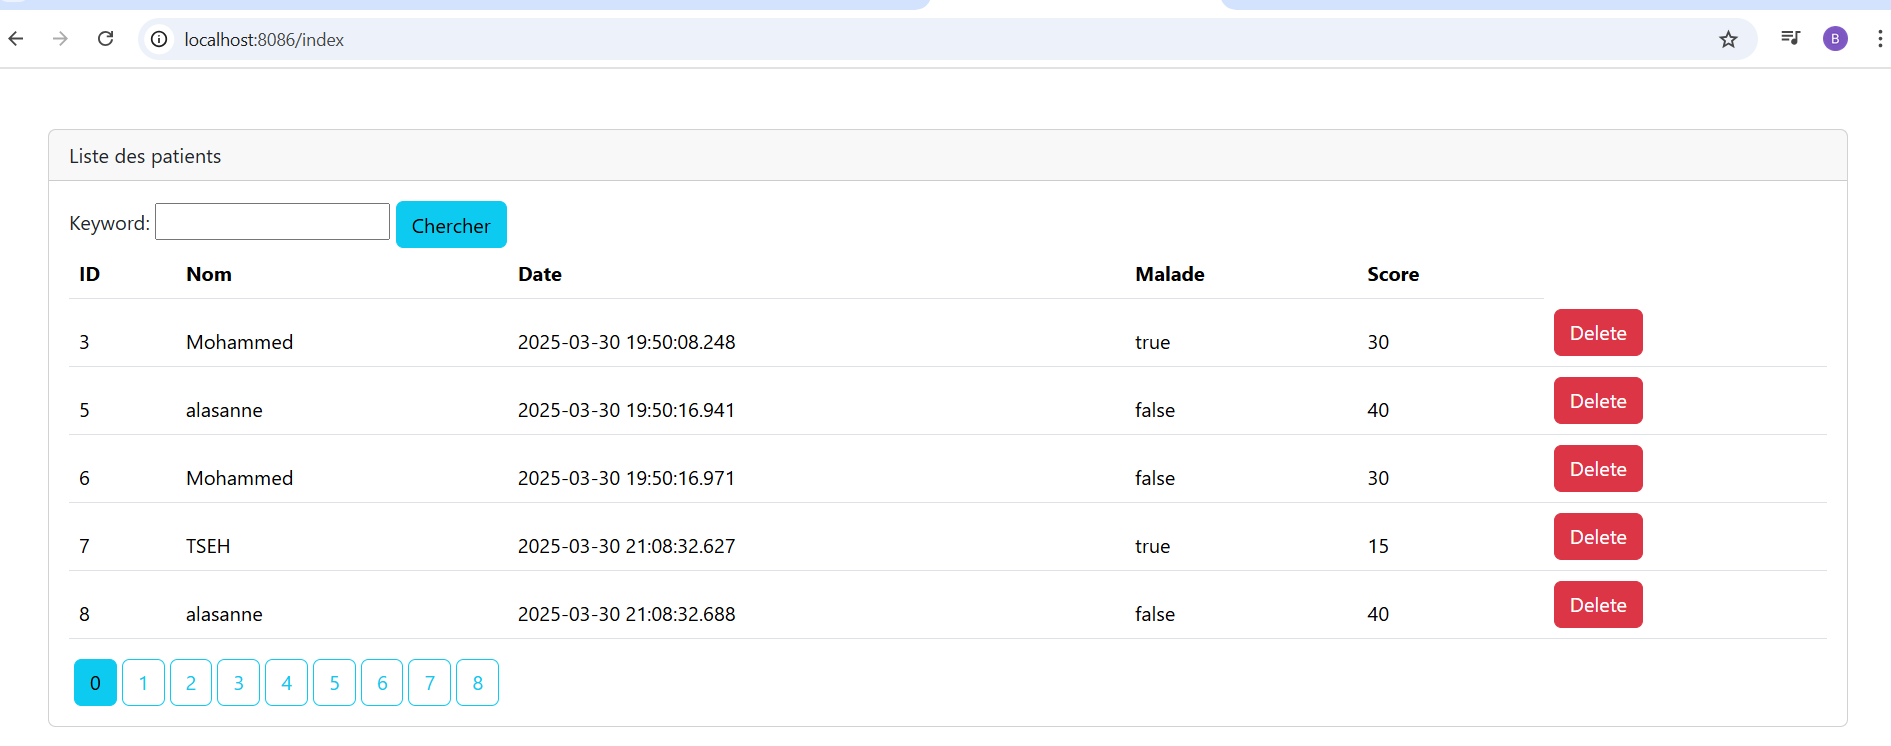 localhost:8086/index
B
Liste des patients
Keyword: Chercher
ID Nom Date Malade Score
3 Mohammed 2025-03-30 19:50:08.248 true 30 Delete
5 alasanne 2025-03-30 19:50:16.941 false 40 Delete
6 Mohammed 2025-03-30 19:50:16.971 false 30 Delete
7 TSEH 2025-03-30 21:08:32.627 true 15 Delete
8 alasanne 2025-03-30 21:08:32.688 false 40 Delete
0 1 2 3 4 5 6 7 8